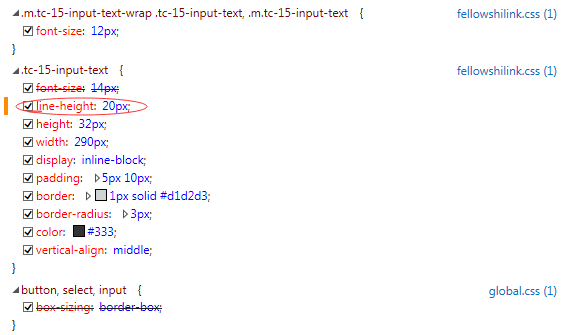 .m.tc-15-input-text-wrap .tc-15-input-text, .m.tc-15-input-text { fellowshilink.css (1)
font-size: 12px;
}
.tc-15-input-text { fellowshilink.css (1)
font-size: 14px;
line-height: 20px;
height: 32px;
width: 290px;
display: inline-block;
padding: 5px 10px;
border: 1px solid #d1d2d3;
border-radius: 3px;
color: #333;
vertical-align: middle;
}
button, select, input { global.css (1)
box-sizing: border-box;
}